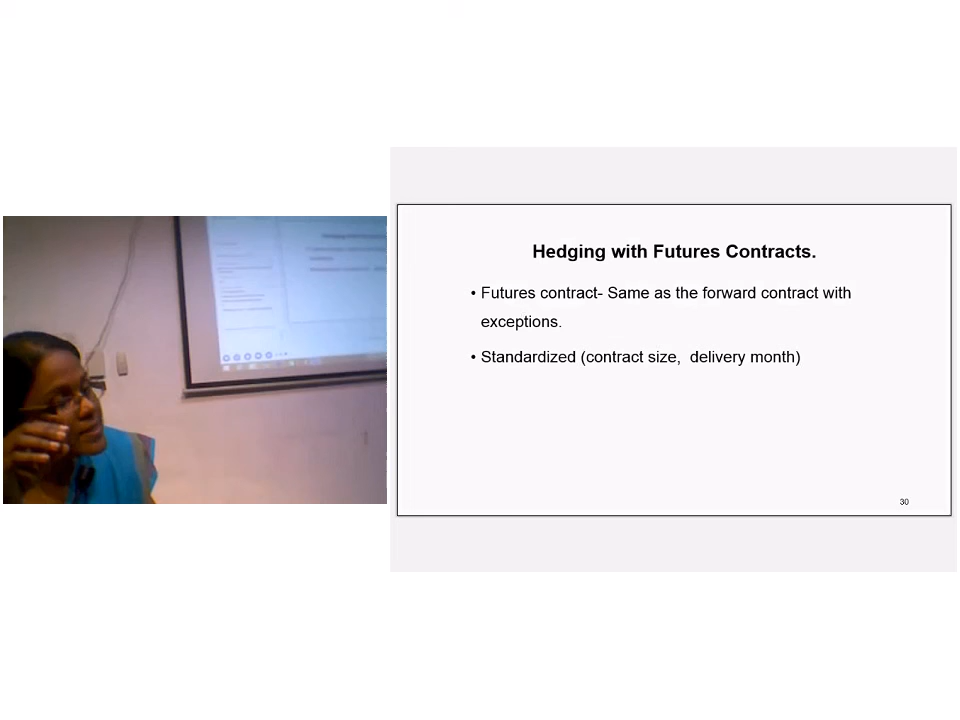 Hedging with Futures Contracts.
• Futures contract- Same as the forward contract with
exceptions.
• Standardized (contract size,  delivery month)
30